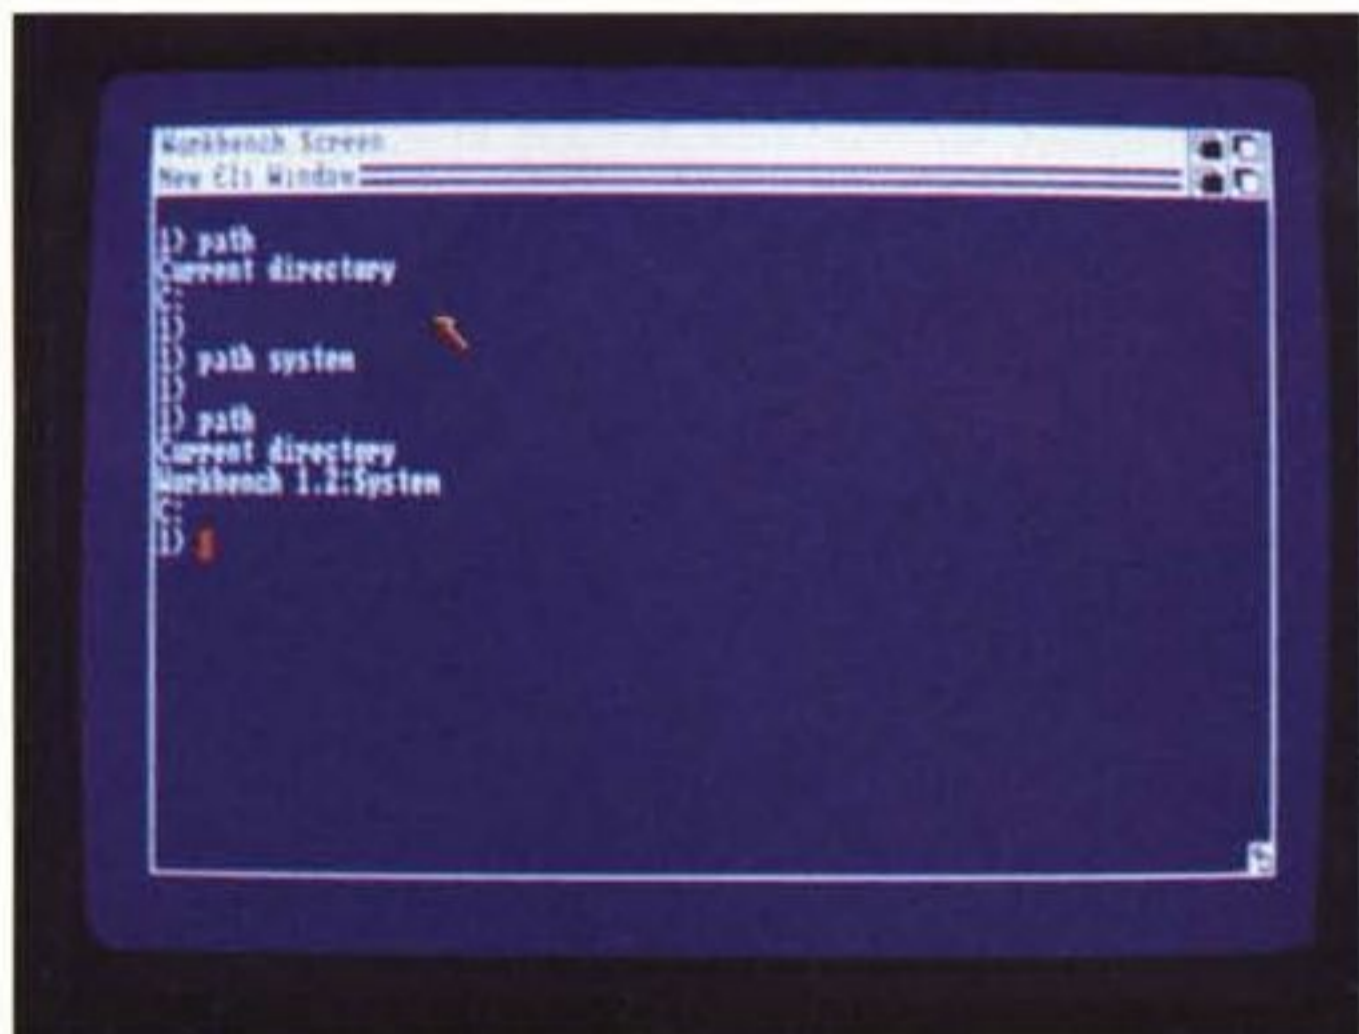 Workbench Screen
New Cli Window
1> path
Current directory
C:
1>
1> path system
1>
1> path
Current directory
Workbench 1.2:System
C:
1>